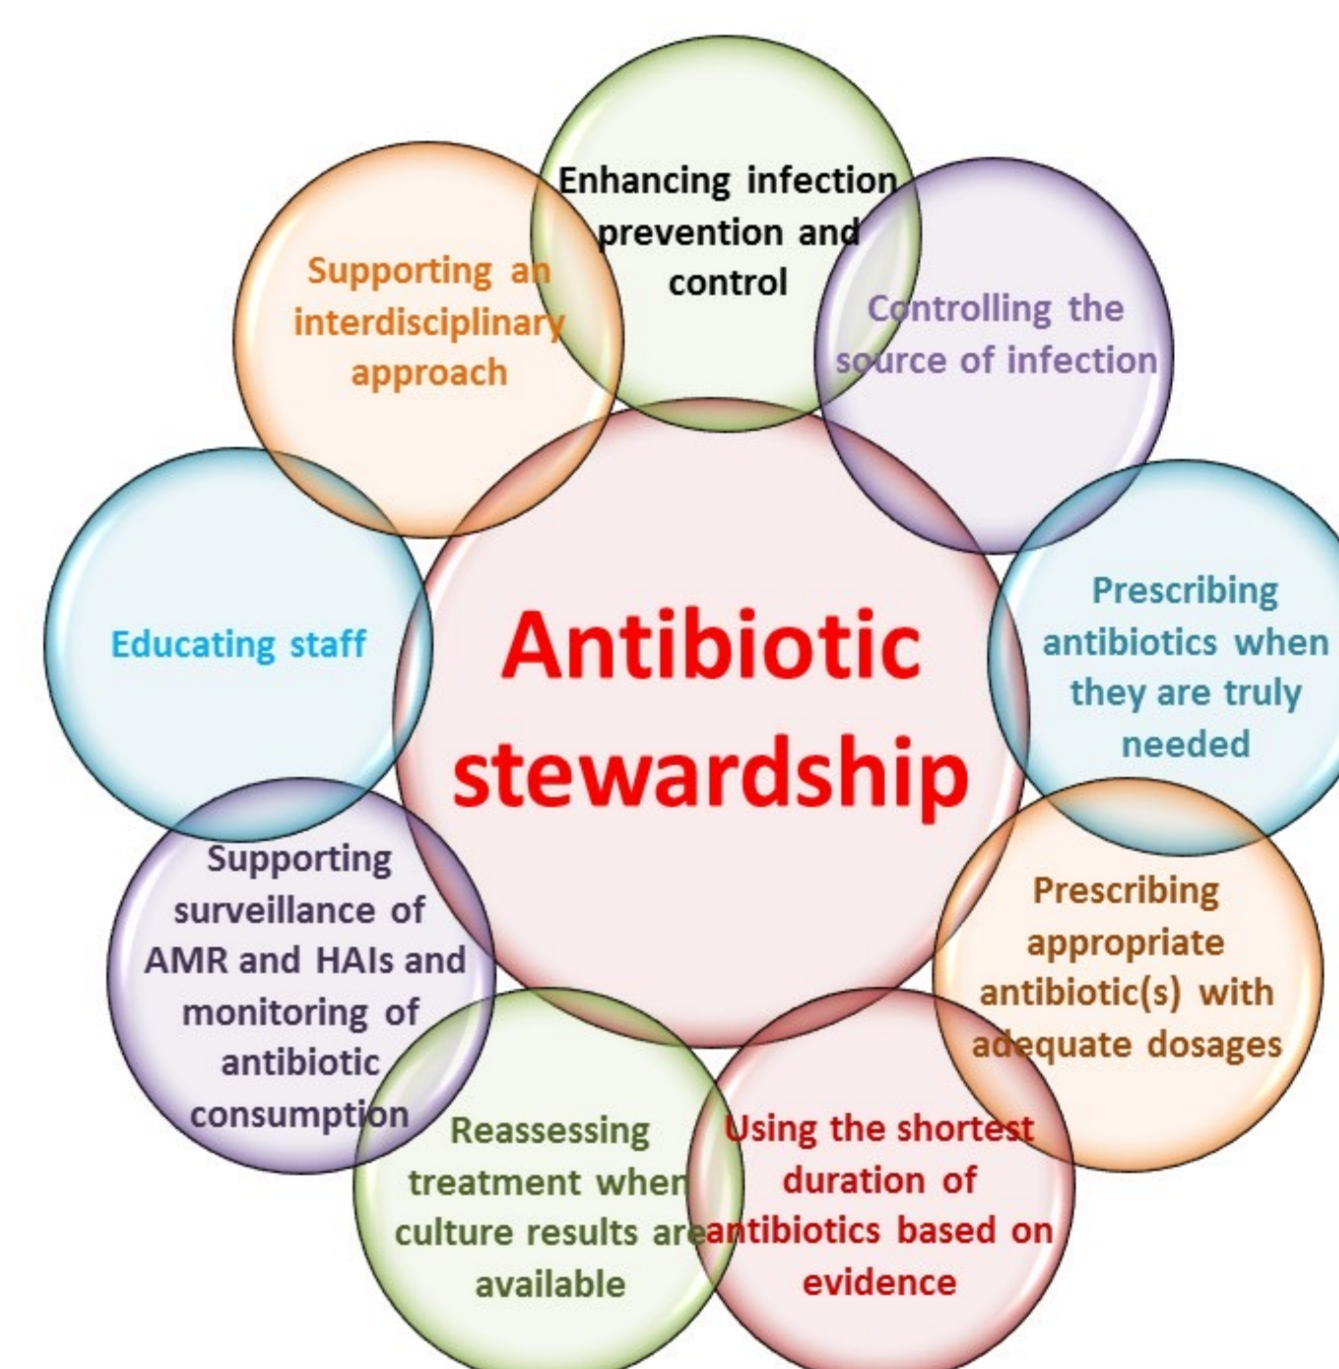 Enhancing infection
prevention and
control
Controlling the
source of infection
Prescribing
antibiotics when
they are truly
needed
Prescribing
appropriate
antibiotic(s) with
adequate dosages
Using the shortest
duration of
antibiotics based on
evidence
Reassessing
treatment when
culture results are
available
Supporting
surveillance of
AMR and HAIs and
monitoring of
antibiotic
consumption
Educating staff
Supporting an
interdisciplinary
approach
Antibiotic
stewardship